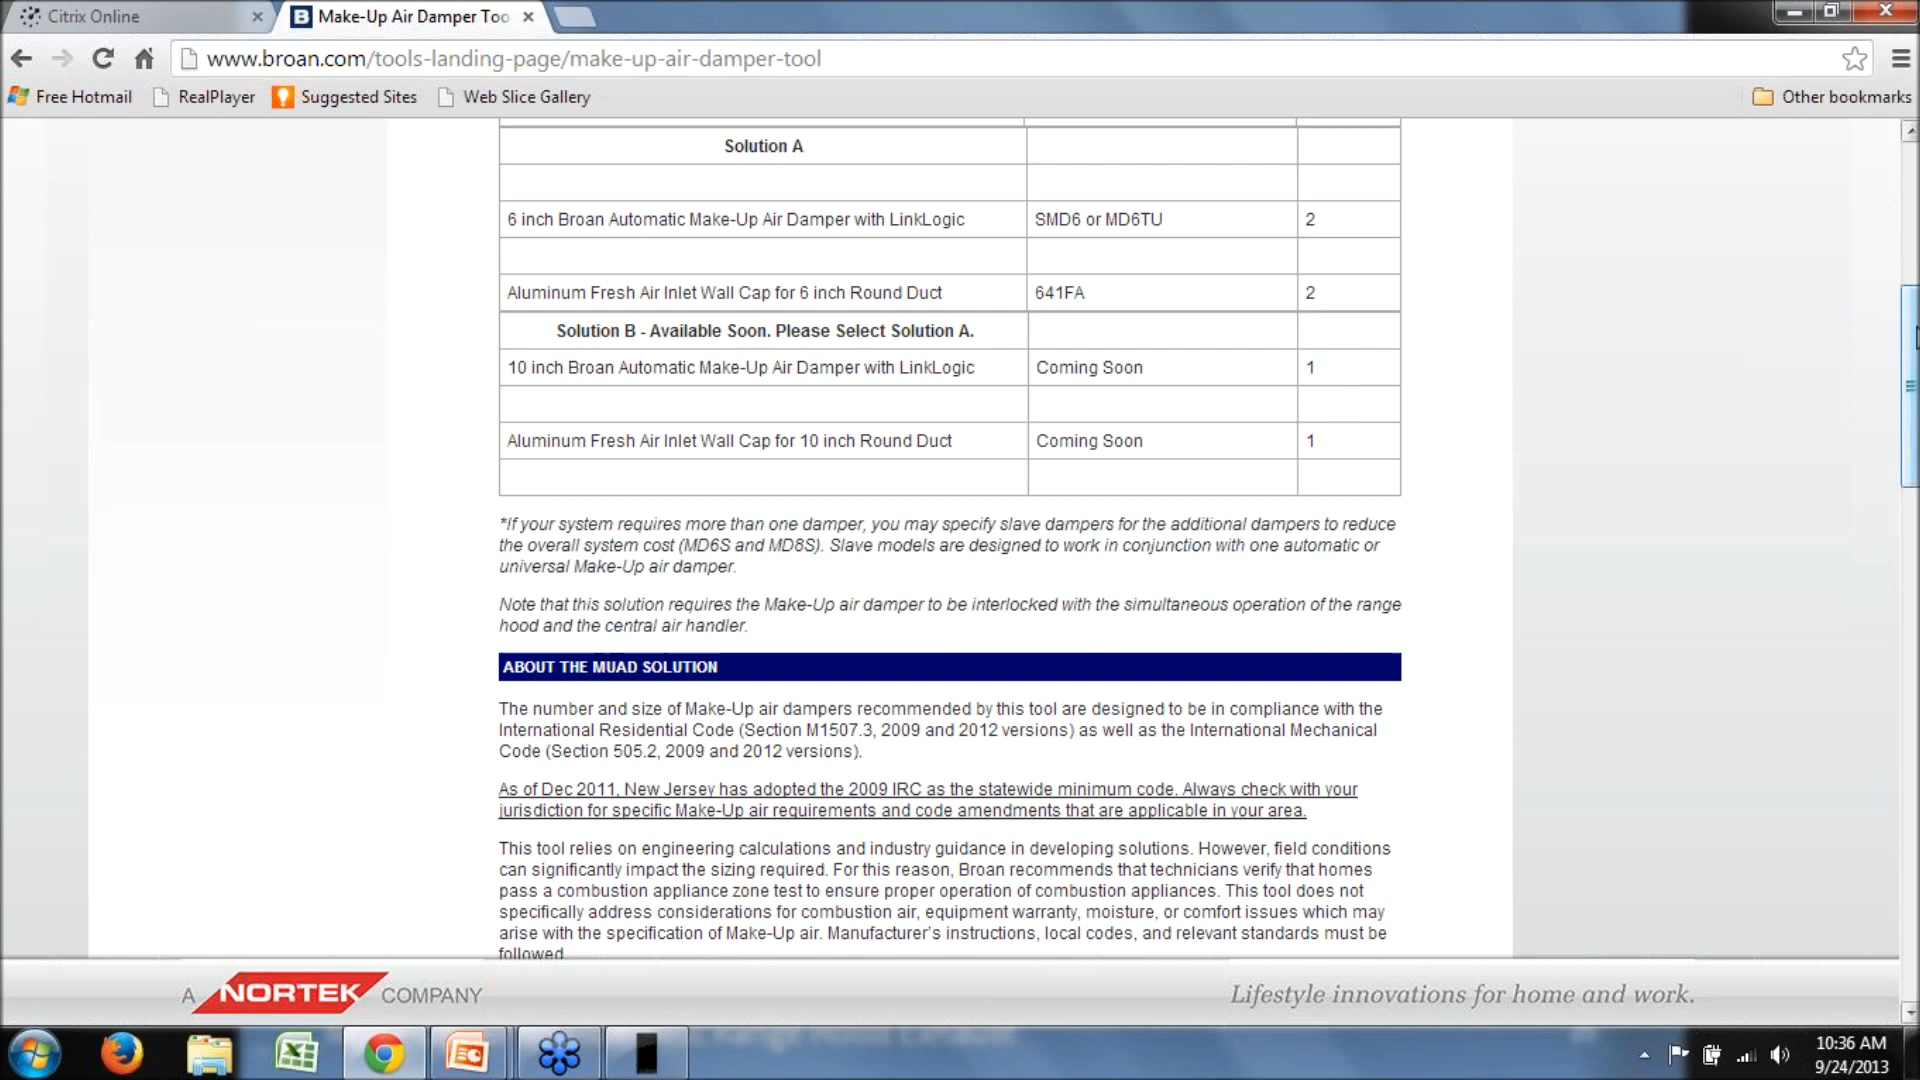 Citrix Online
Make-Up Air Damper Too
www.broan.com/tools-landing-page/make-up-air-damper-tool
Free Hotmail RealPlayer Suggested Sites Web Slice Gallery Other bookmarks
Solution A
6 inch Broan Automatic Make-Up Air Damper with LinkLogic SMD6 or MD6TU 2
Aluminum Fresh Air Inlet Wall Cap for 6 inch Round Duct 641FA 2
Solution B - Available Soon. Please Select Solution A.
10 inch Broan Automatic Make-Up Air Damper with LinkLogic Coming Soon 1
Aluminum Fresh Air Inlet Wall Cap for 10 inch Round Duct Coming Soon 1
*If your system requires more than one damper, you may specify slave dampers for the additional dampers to reduce
the overall system cost (MD6S and MD8S). Slave models are designed to work in conjunction with one automatic or
universal Make-Up air damper.
Note that this solution requires the Make-Up air damper to be interlocked with the simultaneous operation of the range
hood and the central air handler.
ABOUT THE MUAD SOLUTION
The number and size of Make-Up air dampers recommended by this tool are designed to be in compliance with the
International Residential Code (Section M1507.3, 2009 and 2012 versions) as well as the International Mechanical
Code (Section 505.2, 2009 and 2012 versions).
As of Dec 2011, New Jersey has adopted the 2009 IRC as the statewide minimum code. Always check with your
jurisdiction for specific Make-Up air requirements and code amendments that are applicable in your area.
This tool relies on engineering calculations and industry guidance in developing solutions. However, field conditions
can significantly impact the sizing required. For this reason, Broan recommends that technicians verify that homes
pass a combustion appliance zone test to ensure proper operation of combustion appliances. This tool does not
specifically address considerations for combustion air, equipment warranty, moisture, or comfort issues which may
arise with the specification of Make-Up air. Manufacturer's instructions, local codes, and relevant standards must be
followed
A NORTEK COMPANY
Lifestyle innovations for home and work.
10:36 AM
9/24/2013